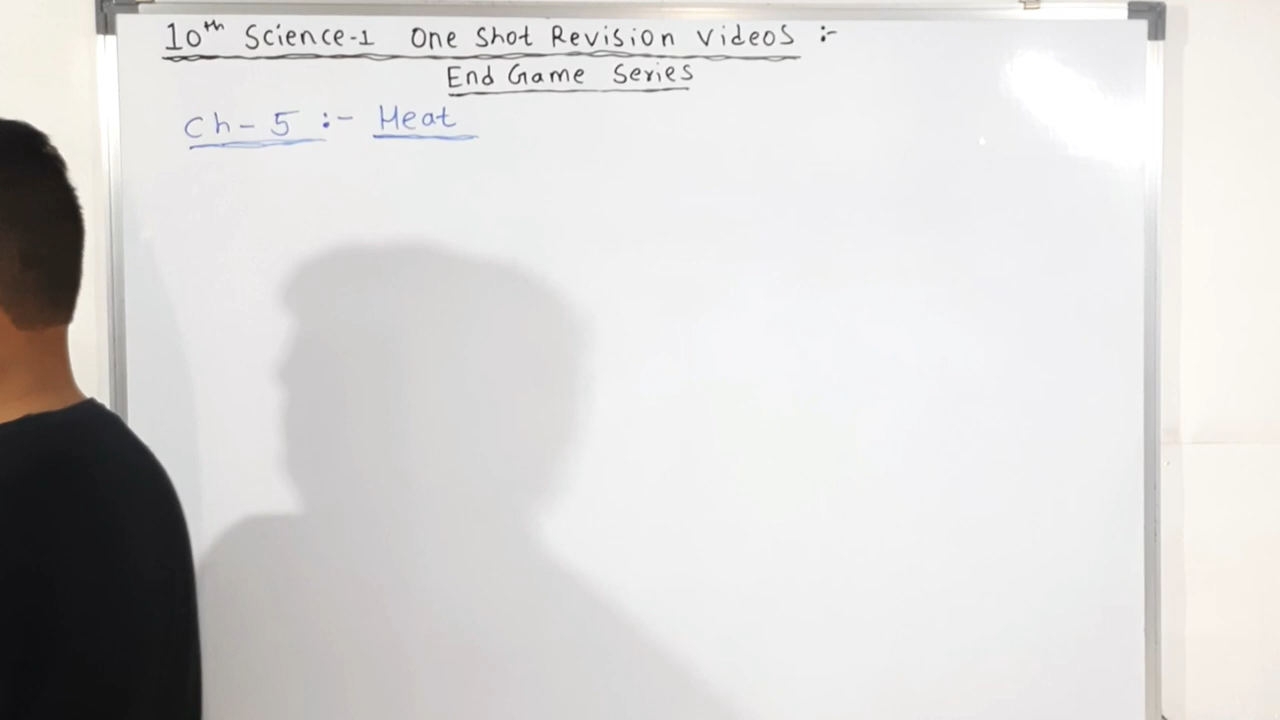 10th Science-1 One Shot Revision Videos :-
End Game Series
Ch- 5 :- Heat